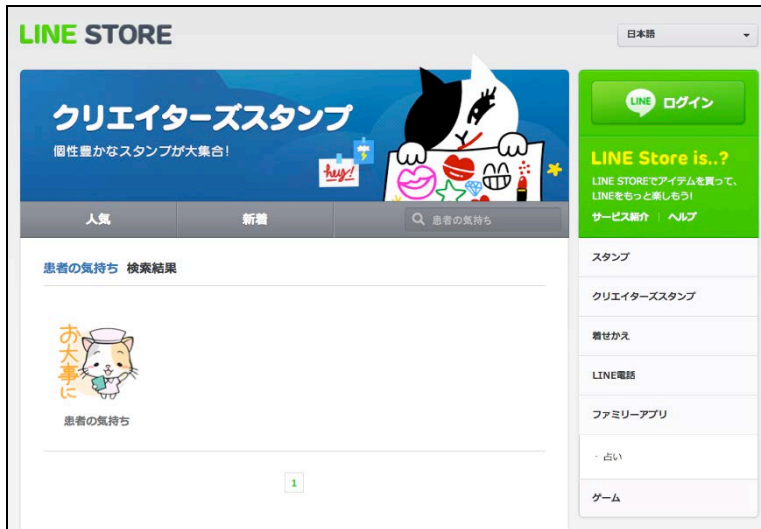 LINE STORE
日本語
クリエイターズスタンプ
個性豊かなスタンプが大集合!
hey!
人気
新着
患者の気持ち
患者の気持ち 検索結果
お大事に
患者の気持ち
1
LINE ログイン
LINE Store is..?
LINE STOREでアイテムを買って、
LINEをもっと楽しもう!
サービス紹介 | ヘルプ
スタンプ
クリエイターズスタンプ
着せかえ
LINE電話
ファミリーアプリ
・占い
ゲーム